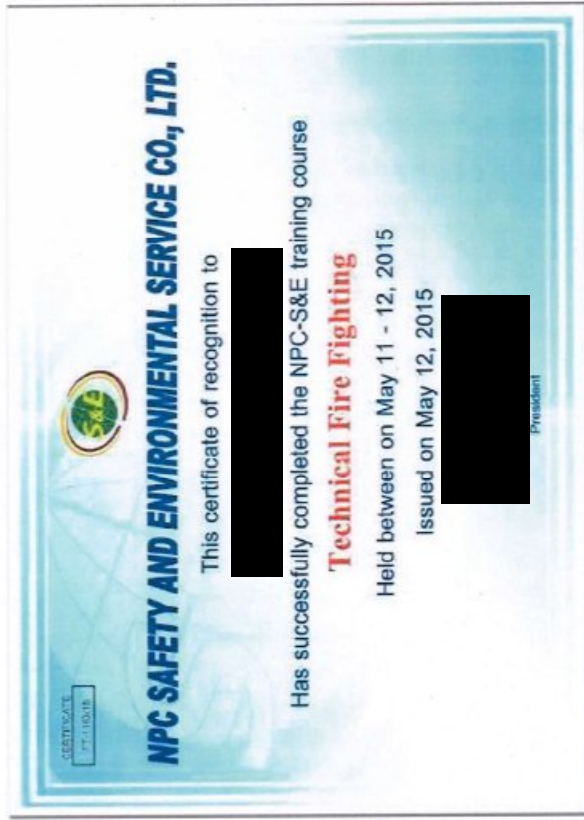 CERTIFICATE
S&E
NPC SAFETY AND ENVIRONMENTAL SERVICE CO., LTD.
This certificate of recognition to
Has successfully completed the NPC-S&E training course
Technical Fire Fighting
Held between on May 11 - 12, 2015
Issued on May 12, 2015
President